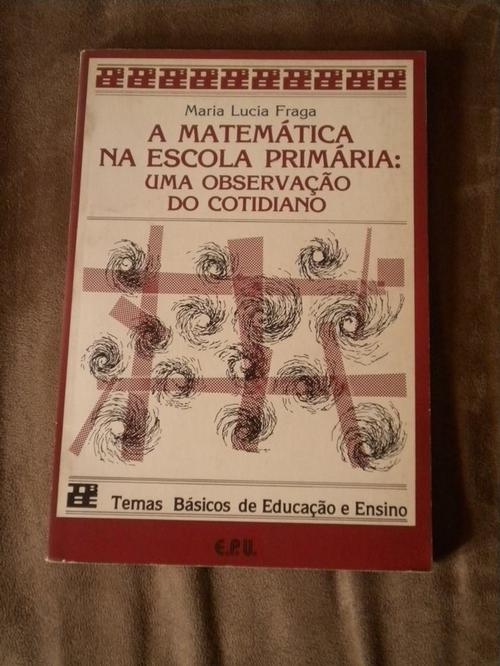 Maria Lucia Fraga
A MATEMÁTICA
NA ESCOLA PRIMÁRIA:
UMA OBSERVAÇÃO
DO COTIDIANO
Temas Básicos de Educação e Ensino
E.P.U.